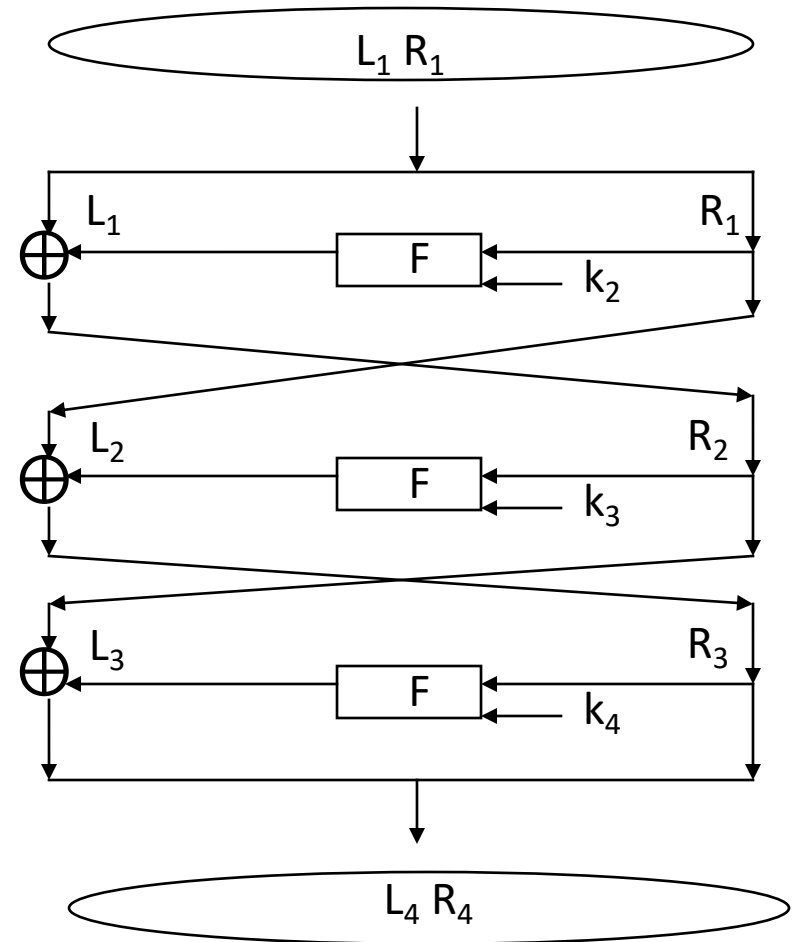 L₁ R₁
L₁ R₁
F
k₂
L₂ R₂
F
k₃
L₃ R₃
F
k₄
L₄ R₄